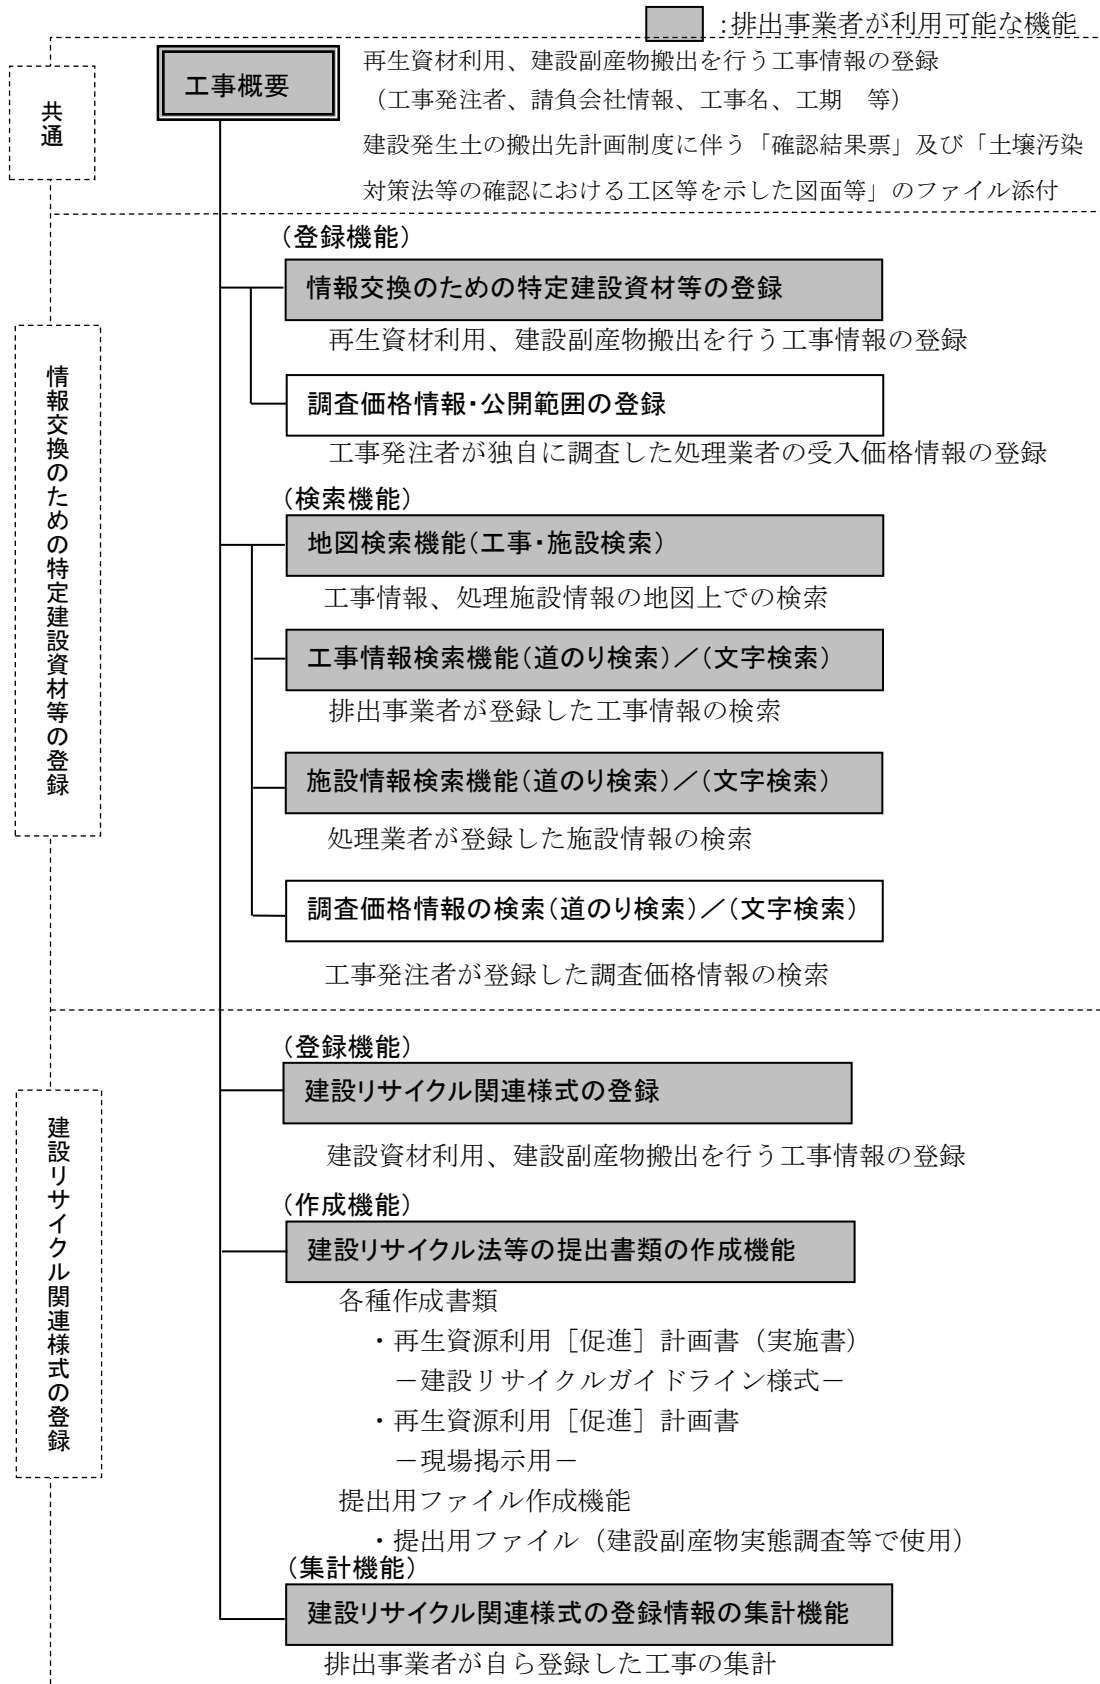 ：排出事業者が利用可能な機能
工事概要
再生資材利用、建設副産物搬出を行う工事情報の登録
（工事発注者、請負会社情報、工事名、工期　等）
建設発生土の搬出先計画制度に伴う「確認結果票」及び「土壌汚染
対策法等の確認における工区等を示した図面等」のファイル添付
共通
（登録機能）
情報交換のための特定建設資材等の登録
再生資材利用、建設副産物搬出を行う工事情報の登録
調査価格情報・公開範囲の登録
工事発注者が独自に調査した処理業者の受入価格情報の登録
（検索機能）
地図検索機能（工事・施設検索）
工事情報、処理施設情報の地図上での検索
工事情報検索機能（道のり検索）／（文字検索）
排出事業者が登録した工事情報の検索
施設情報検索機能（道のり検索）／（文字検索）
処理業者が登録した施設情報の検索
調査価格情報の検索（道のり検索）／（文字検索）
工事発注者が登録した調査価格情報の検索
情報交換のための特定建設資材等の登録
（登録機能）
建設リサイクル関連様式の登録
建設資材利用、建設副産物搬出を行う工事情報の登録
（作成機能）
建設リサイクル法等の提出書類の作成機能
各種作成書類
・再生資源利用［促進］計画書（実施書）
－建設リサイクルガイドライン様式－
・再生資源利用［促進］計画書
－現場掲示用－
提出用ファイル作成機能
・提出用ファイル（建設副産物実態調査等で使用）
（集計機能）
建設リサイクル関連様式の登録情報の集計機能
排出事業者が自ら登録した工事の集計
建設リサイクル関連様式の登録